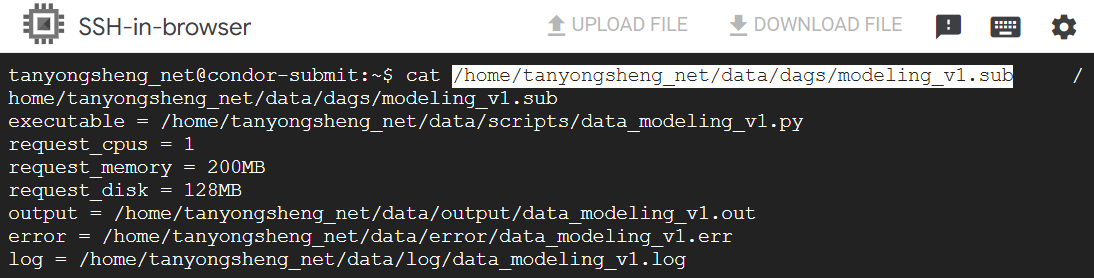 SSH-in-browser
UPLOAD FILE
DOWNLOAD FILE
tanyongsheng_net@condor-submit:~$ cat /home/tanyongsheng_net/data/dags/modeling_v1.sub /
home/tanyongsheng_net/data/dags/modeling_v1.sub
executable = /home/tanyongsheng_net/data/scripts/data_modeling_v1.py
request_cpus = 1
request_memory = 200MB
request_disk = 128MB
output = /home/tanyongsheng_net/data/output/data_modeling_v1.out
error = /home/tanyongsheng_net/data/error/data_modeling_v1.err
log = /home/tanyongsheng_net/data/log/data_modeling_v1.log